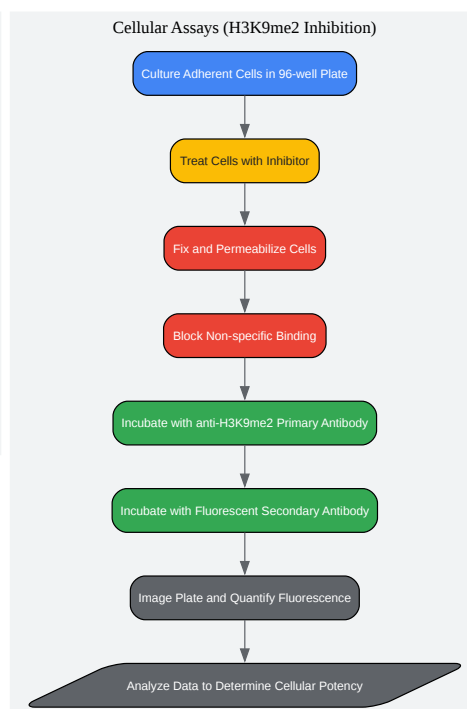 Cellular Assays (H3K9me2 Inhibition)
Culture Adherent Cells in 96-well Plate
Treat Cells with Inhibitor
Fix and Permeabilize Cells
Block Non-specific Binding
Incubate with anti-H3K9me2 Primary Antibody
Incubate with Fluorescent Secondary Antibody
Image Plate and Quantify Fluorescence
Analyze Data to Determine Cellular Potency